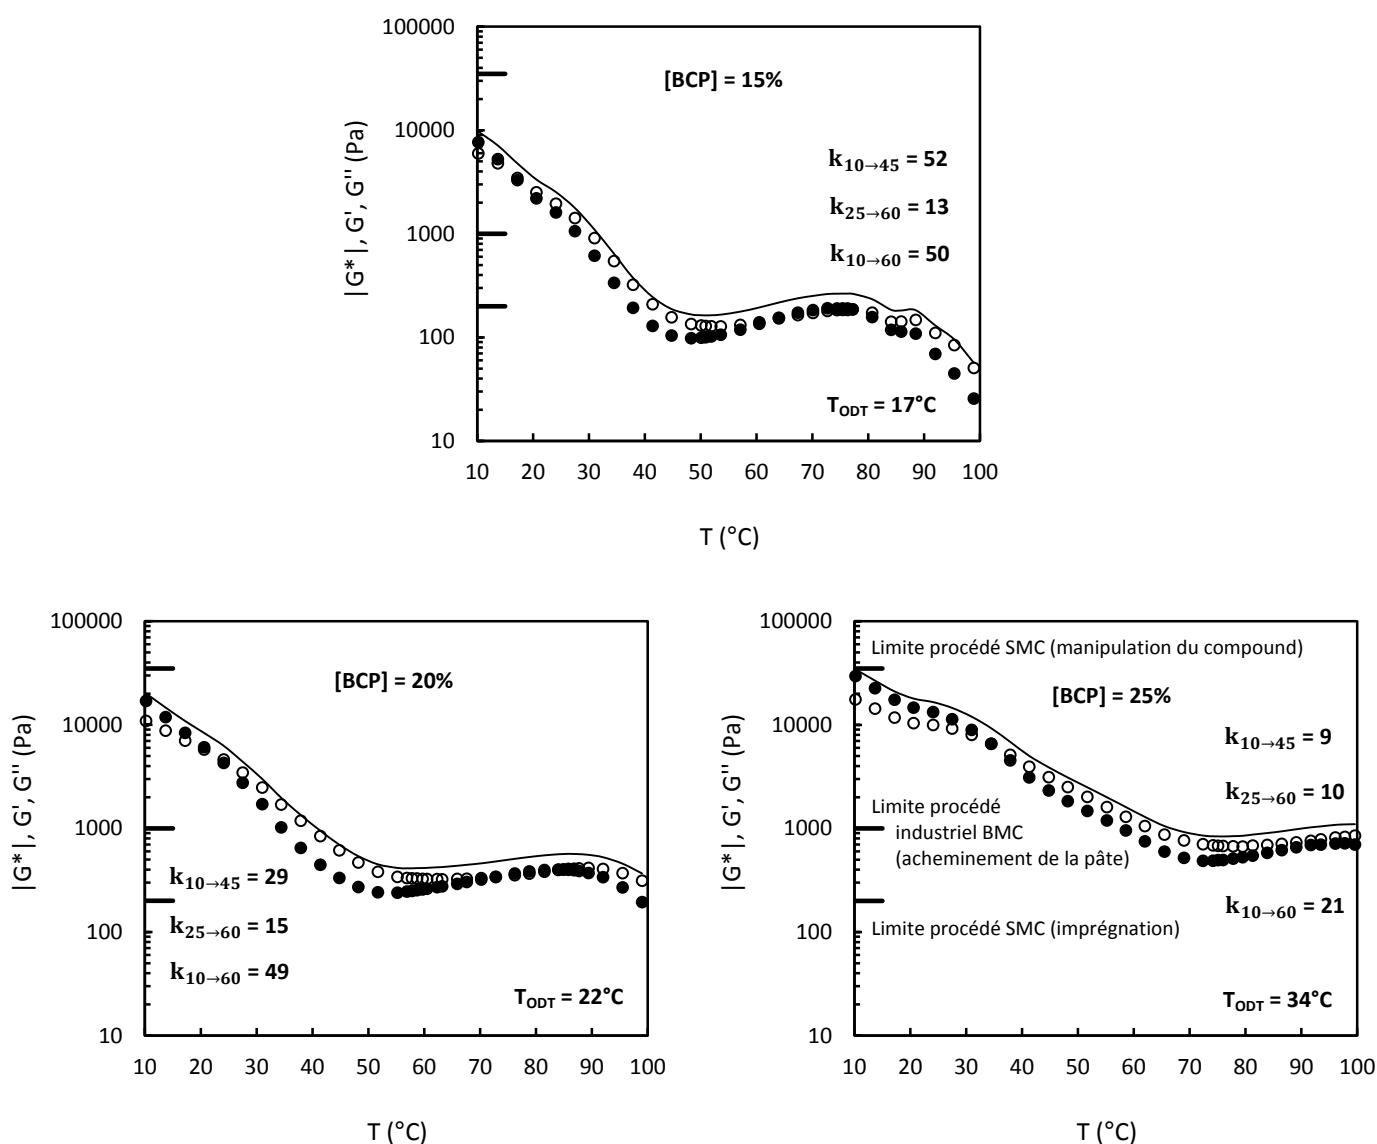 100000
10000
1000
100
10
|G*|, G', G'' (Pa)
[BCP] = 15%
k10→45 = 52
k25→60 = 13
k10→60 = 50
TODT = 17°C
10 20 30 40 50 60 70 80 90 100
T (°C)
100000
10000
1000
100
10
|G*|, G', G'' (Pa)
[BCP] = 20%
k10→45 = 29
k25→60 = 15
k10→60 = 49
TODT = 22°C
10 20 30 40 50 60 70 80 90 100
T (°C)
100000
10000
1000
100
10
|G*|, G', G'' (Pa)
Limite procédé SMC (manipulation du compound)
[BCP] = 25%
k10→45 = 9
k25→60 = 10
Limite procédé
industriel BMC
(acheminement de la pâte)
k10→60 = 21
Limite procédé SMC (imprégnation)
TODT = 34°C
10 20 30 40 50 60 70 80 90 100
T (°C)